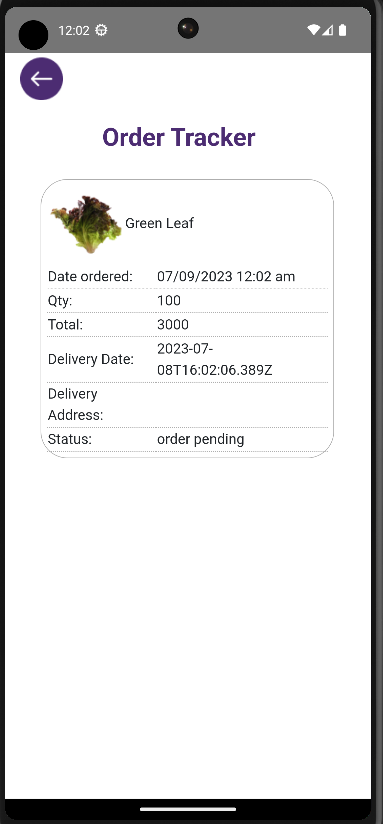 12:02
Order Tracker
Green Leaf
Date ordered: 07/09/2023 12:02 am
Qty: 100
Total: 3000
Delivery Date: 2023-07-
08T16:02:06.389Z
Delivery
Address:
Status: order pending